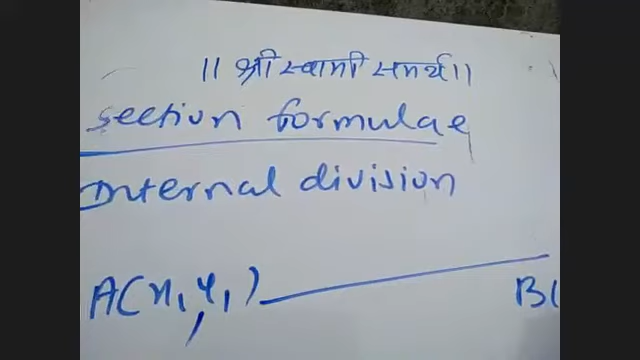 ॥ श्री स्वामी समर्थ ॥
Section formulae
Internal division
A(x₁, y₁) B(